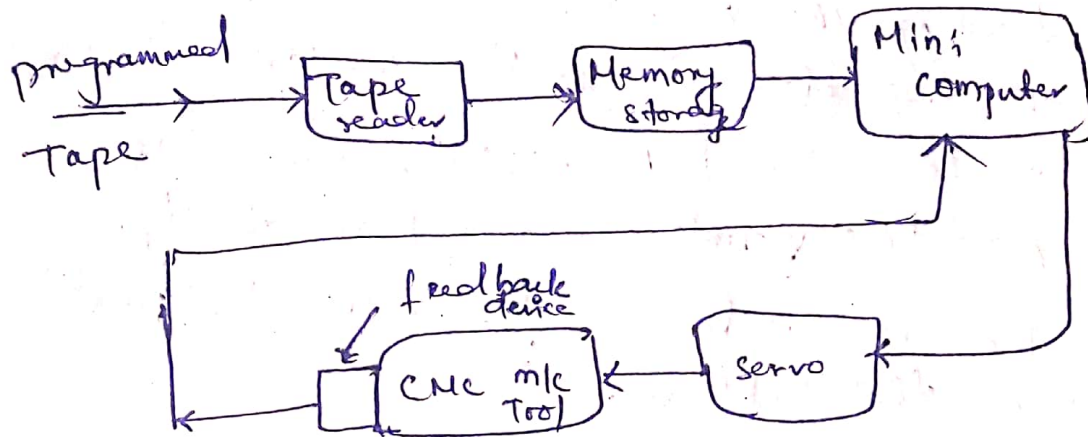 programmed
Tape
Tape
reader
Memory
storag
Mini
computer
feedback
device
CNC m/c
Tool
Servo